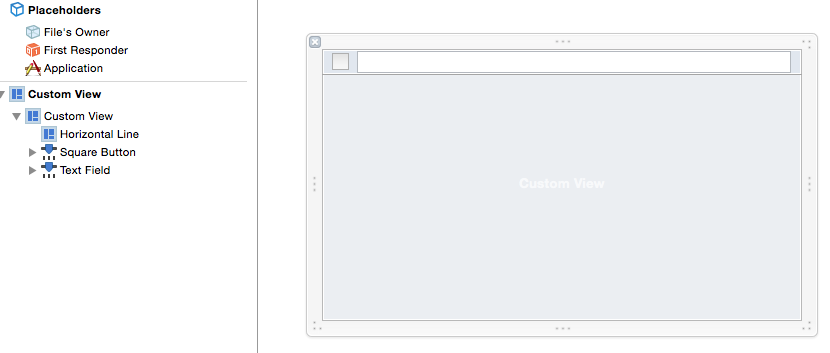 Placeholders
File's Owner
First Responder
Application
Custom View
Custom View
Horizontal Line
Square Button
Text Field
Custom View